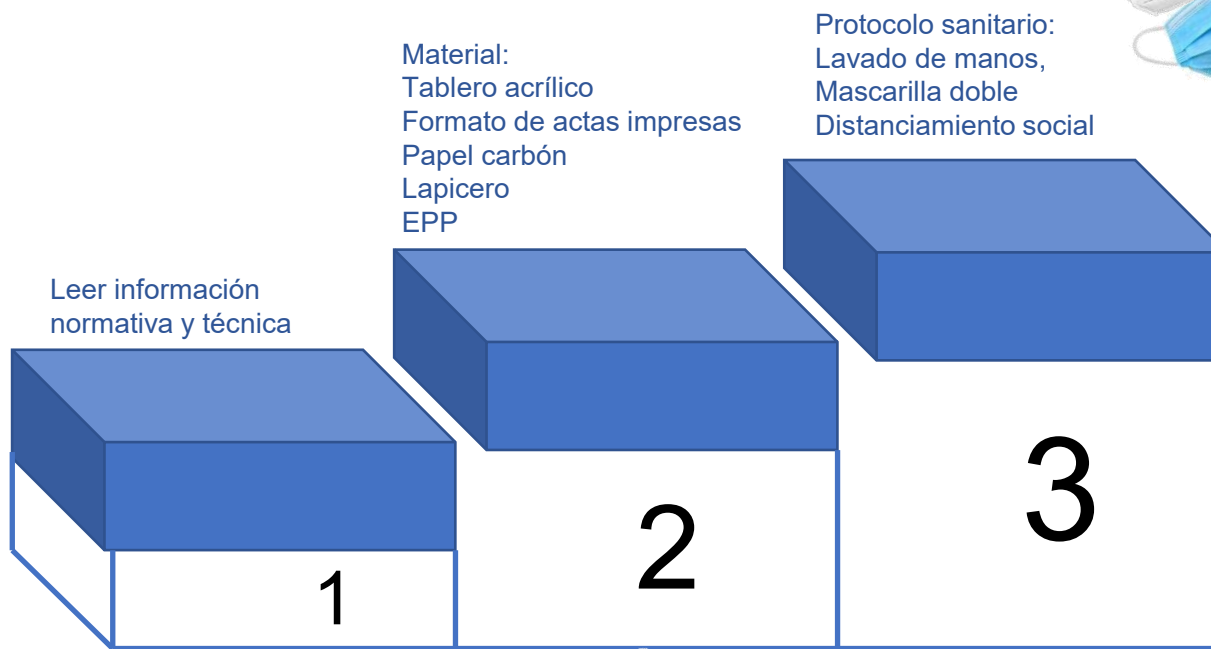 Leer información
normativa y técnica
1
Material:
Tablero acrílico
Formato de actas impresas
Papel carbón
Lapicero
EPP
2
Protocolo sanitario:
Lavado de manos,
Mascarilla doble
Distanciamiento social
3